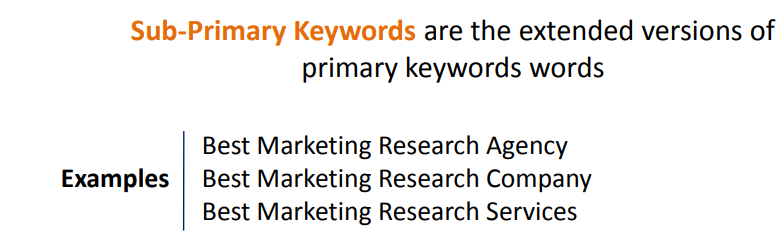 Sub-Primary Keywords are the extended versions of
primary keywords words
Examples
Best Marketing Research Agency
Best Marketing Research Company
Best Marketing Research Services